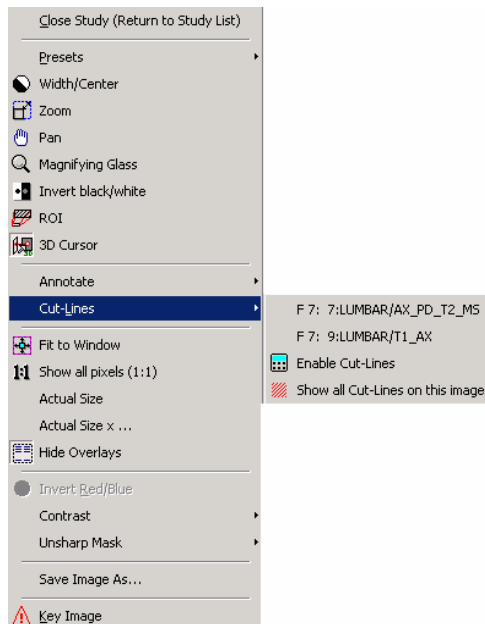 Close Study (Return to Study List)
Presets
Width/Center
Zoom
Pan
Magnifying Glass
Invert black/white
ROI
3D Cursor
Annotate
Cut-Lines
Fit to Window
1:1 Show all pixels (1:1)
Actual Size
Actual Size x ...
Hide Overlays
Invert Red/Blue
Contrast
Unsharp Mask
Save Image As...
Key Image
F 7: 7:LUMBAR/AX_PD_T2_MS
F 7: 9:LUMBAR/T1_AX
Enable Cut-Lines
Show all Cut-Lines on this image